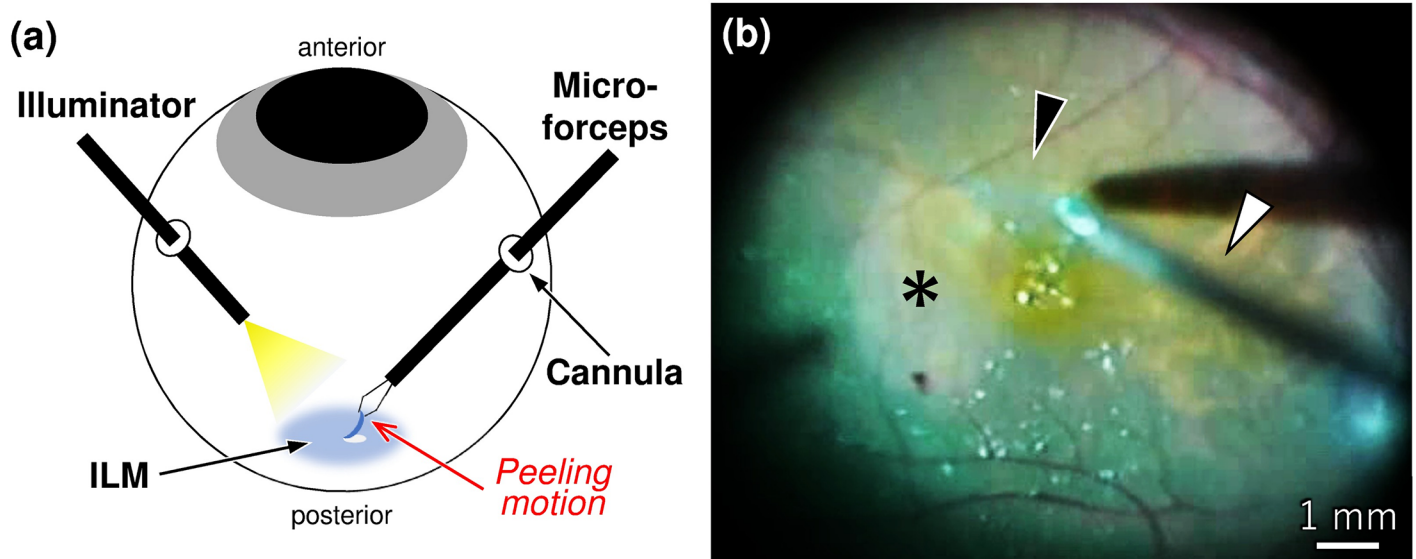 (a)
anterior
Illuminator
Micro-
forceps
Cannula
ILM
Peeling
motion
posterior
(b)
*
1 mm